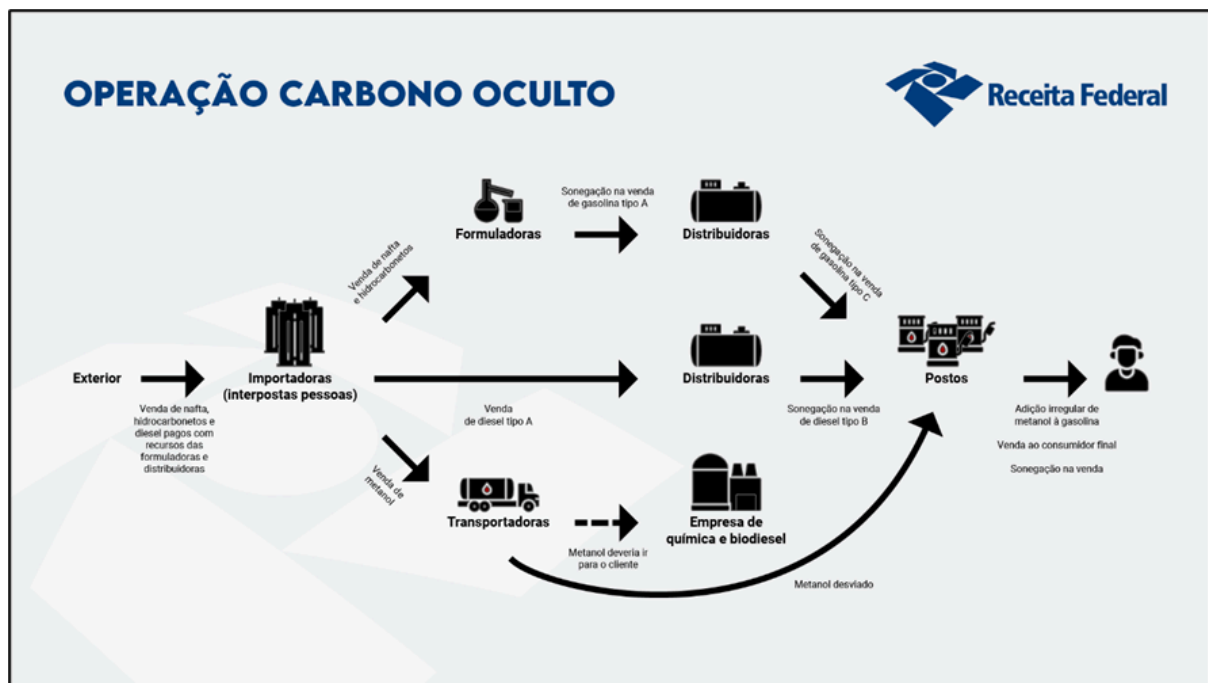 OPERAÇÃO CARBONO OCULTO
Receita Federal
Sonegação na venda
de gasolina tipo A
Formuladoras
Distribuidoras
Venda de nafta
e hidrocarbonetos
Sonegação na venda
de gasolina tipo C
Exterior
Importadoras
(interpostas pessoas)
Distribuidoras
Postos
Venda de nafta,
hidrocarbonetos e
diesel pagos com
recursos das
formuladoras e
distribuidoras
Venda
de diesel tipo A
Sonegação na venda
de diesel tipo B
Adição irregular de
metanol à gasolina
Venda ao consumidor final
Sonegação na venda
Venda de
metanol
Transportadoras
Empresa de
química e biodiesel
Metanol deveria ir
para o cliente
Metanol desviado